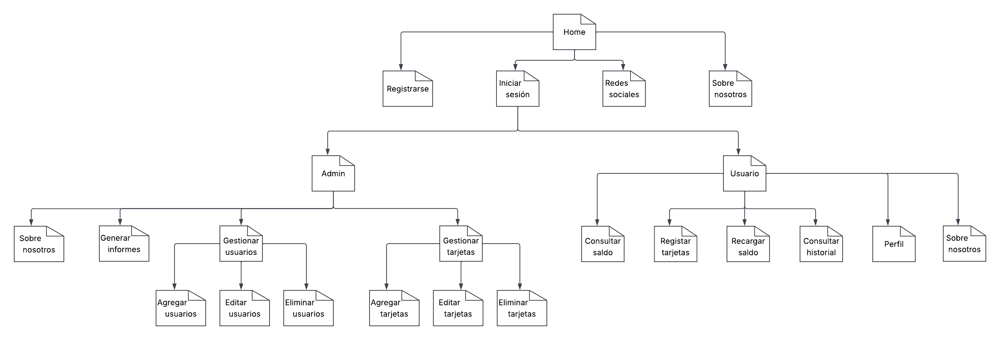 Home
Registrarse
Iniciar
sesión
Redes
sociales
Sobre
nosotros
Admin
Usuario
Sobre
nosotros
Generar
informes
Gestionar
usuarios
Gestionar
tarjetas
Consultar
saldo
Registar
tarjetas
Recargar
saldo
Consultar
historial
Perfil
Sobre
nosotros
Agregar
usuarios
Editar
usuarios
Eliminar
usuarios
Agregar
tarjetas
Editar
tarjetas
Eliminar
tarjetas